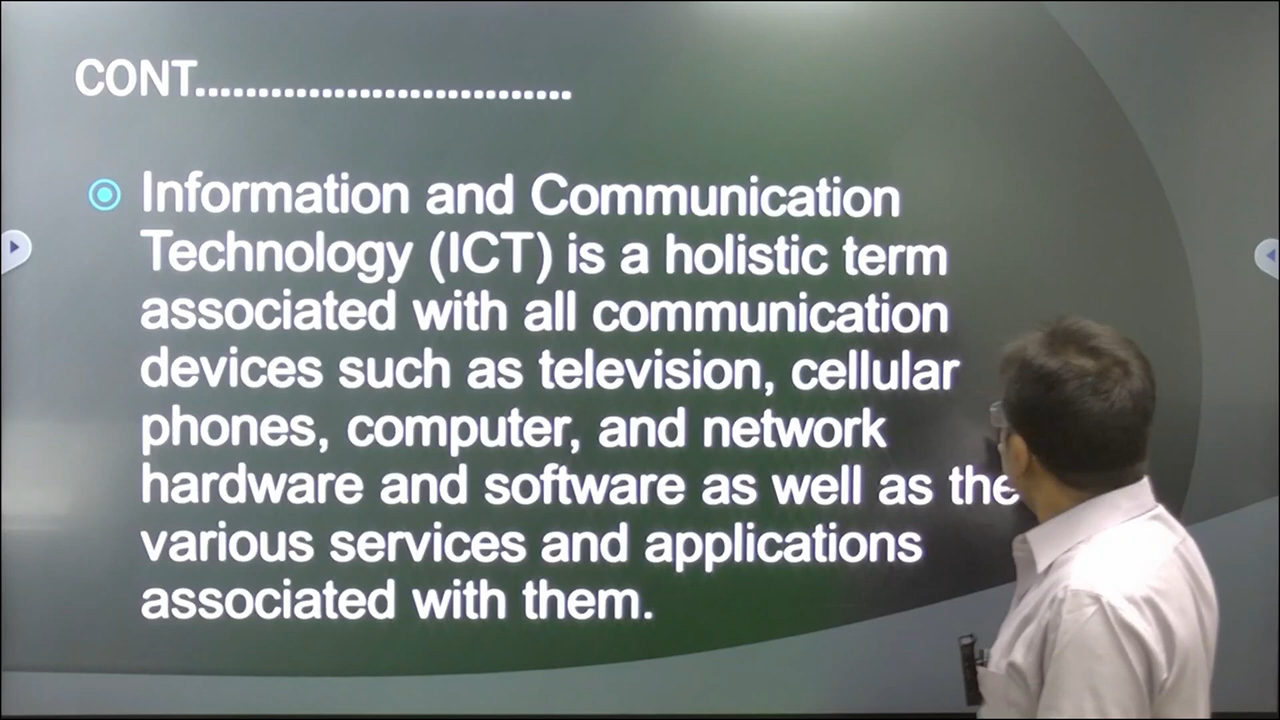 CONT..............................
Information and Communication
Technology (ICT) is a holistic term
associated with all communication
devices such as television, cellular
phones, computer, and network
hardware and software as well as the
various services and applications
associated with them.